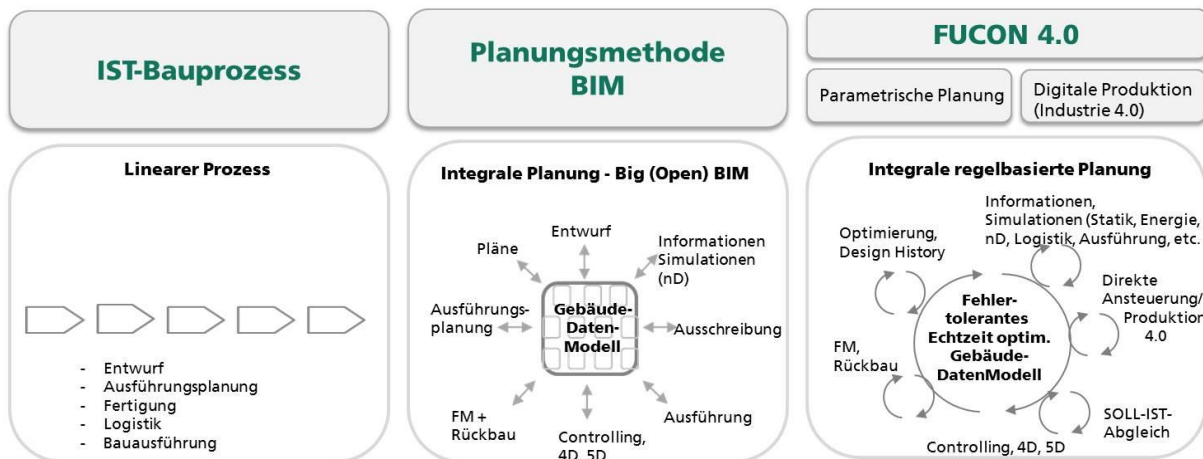 IST-Bauprozess
Linearer Prozess
- Entwurf
- Ausführungsplanung
- Fertigung
- Logistik
- Bauausführung
Planungsmethode
BIM
Integrale Planung - Big (Open) BIM
Entwurf
Pläne
Informationen
Simulationen
(nD)
Ausführungs-
planung
Gebäude-
Daten-
Modell
Ausschreibung
FM +
Rückbau
Controlling,
4D, 5D
Ausführung
FUCON 4.0
Parametrische Planung
Digitale Produktion
(Industrie 4.0)
Integrale regelbasierte Planung
Informationen,
Simulationen (Statik, Energie,
nD, Logistik, Ausführung, etc.
Optimierung,
Design History
Direkte
Ansteuerung/
Produktion
4.0
Fehler-
tolerantes
Echtzeit optim.
Gebäude-
DatenModell
FM,
Rückbau
SOLL-IST-
Abgleich
Controlling, 4D, 5D